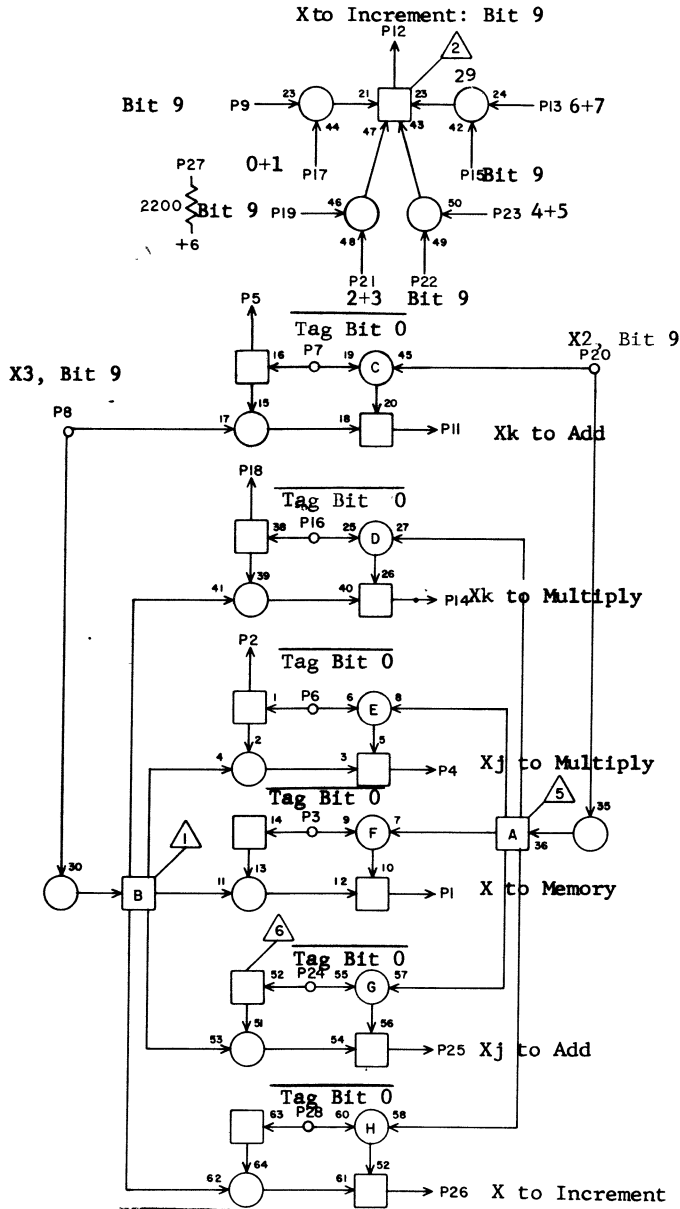 Xto Increment: Bit 9
P12
2
29
23 21 23 24
Bit 9 P9 P13 6+7
44 47 43 42
P27 0+1 P17 P15 Bit 9
2200 Bit 9 P19 46 50 P23 4+5
+6 48 49
P21 P22
2+3 Bit 9
P5 Tag Bit 0 X2, Bit 9
16 P7 19 C 45 P20
X3, Bit 9
P8 15 20
17 18 P11 Xk to Add
P18 Tag Bit 0
38 P16 25 D 27
39 26
41 40 P14 Xk to Multiply
P2 Tag Bit 0
1 P6 6 E 8
2 5
4 3 P4 Xj to Multiply
Tag Bit 0 5
1 14 P3 9 F 7 A 36 35
30 13 10
B 11 12 P1 X to Memory
6 Tag Bit 0
52 P24 55 G 57
51 56
53 54 P25 Xj to Add
Tag Bit 0
63 P28 60 H 58
64 52
62 61 P26 X to Increment